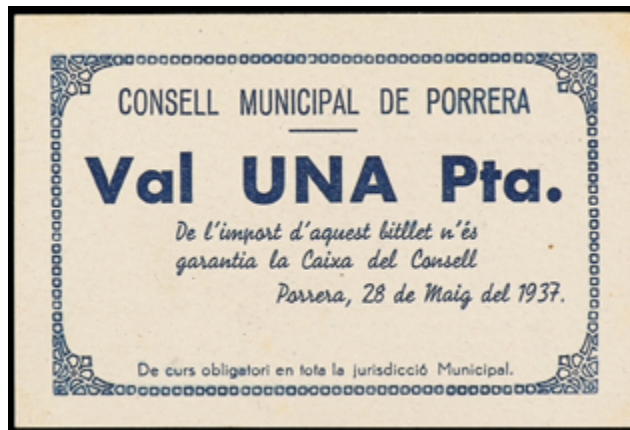 CONSELL MUNICIPAL DE PORRERA
Val UNA Pta.
De l'import d'aquest bitllet n'és
garantia la Caixa del Consell
Porrera, 28 de Maig del 1937.
De curs obligatori en tota la jurisdicció Municipal.